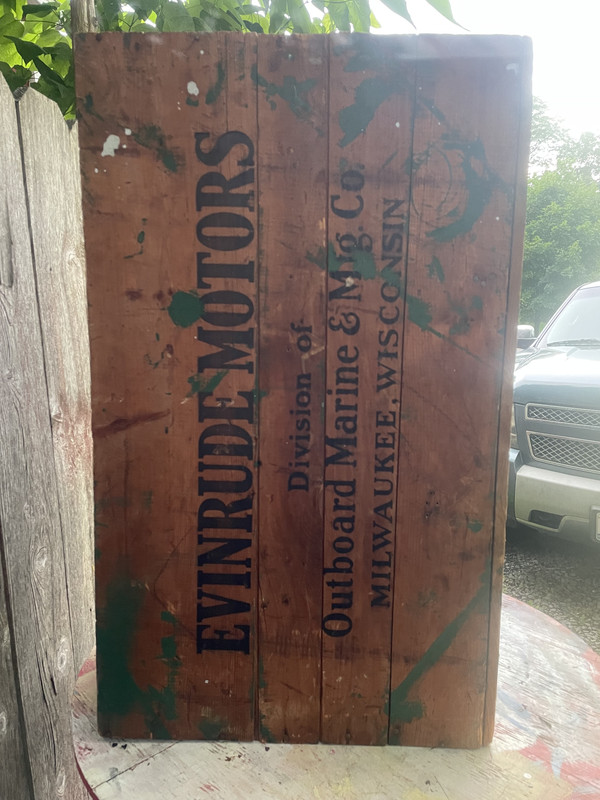 EVINRUDE MOTORS
Division of
Outboard Marine & Mfg. Co.
MILWAUKEE, WISCONSIN